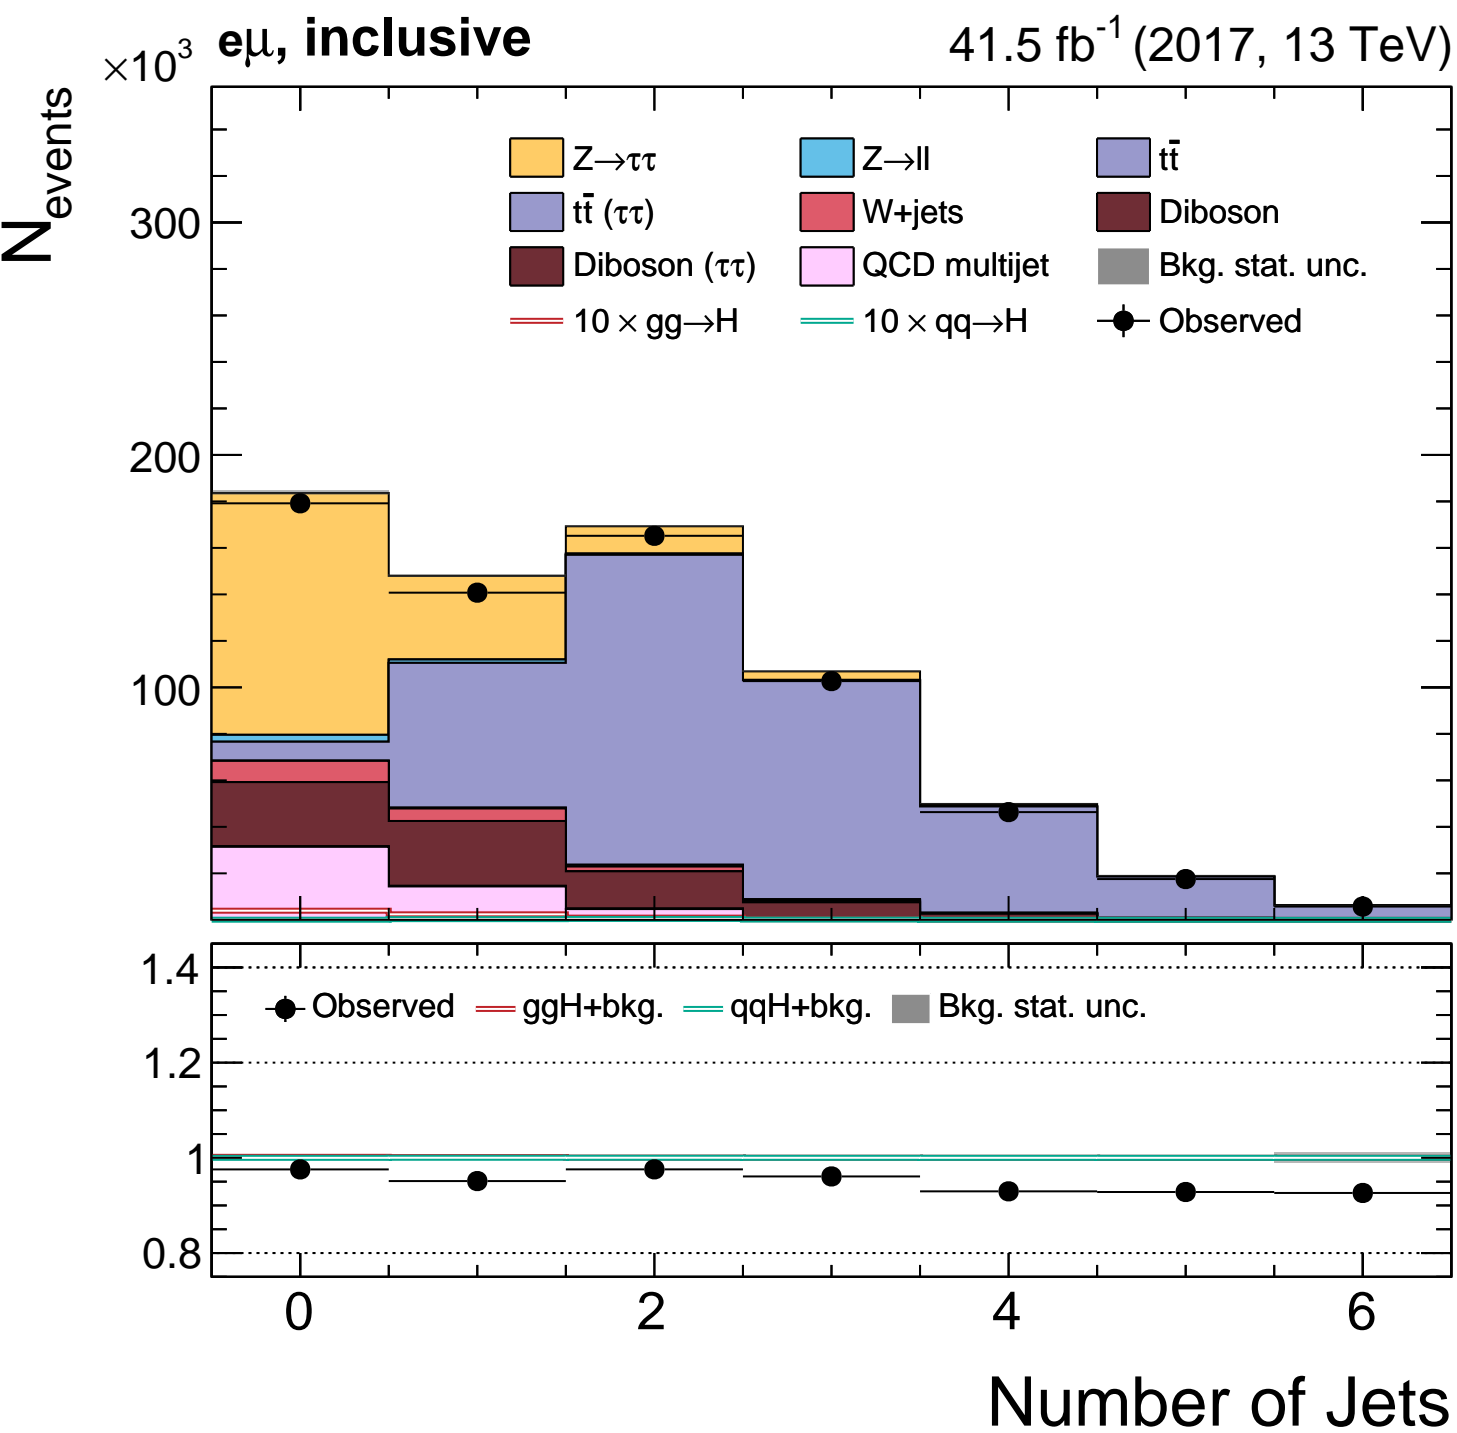 ×10³ eμ, inclusive 41.5 fb⁻¹ (2017, 13 TeV)
N_events
300
200
100
Z→ττ Z→ll tt̄
tt̄ (ττ) W+jets Diboson
Diboson (ττ) QCD multijet Bkg. stat. unc.
10 × gg→H 10 × qq→H Observed
1.4
1.2
1
0.8
Observed ggH+bkg. qqH+bkg. Bkg. stat. unc.
0 2 4 6
Number of Jets